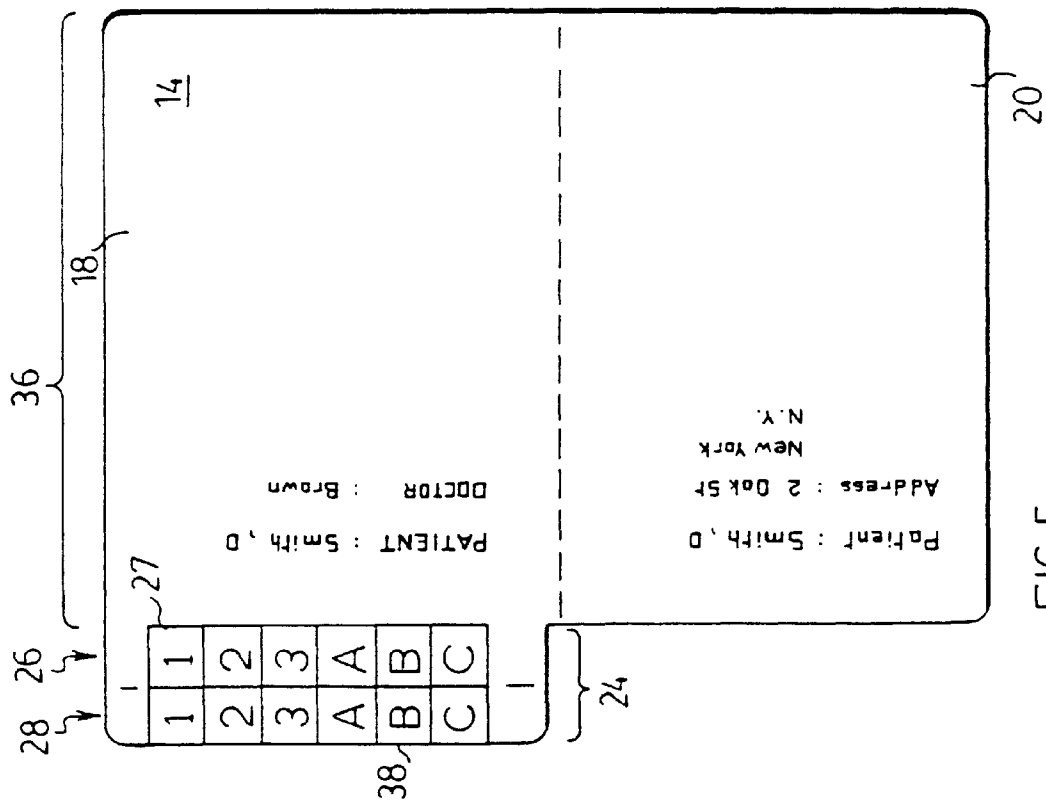 36
18
14
28 26
27
1 1
2 2
3 3
A A
B B
C C
38
24
PATIENT : Smith , D
DOCTOR : Brown
Patient : Smith , D
Address : 2 Oak St
New York
N.Y.
20
FIG